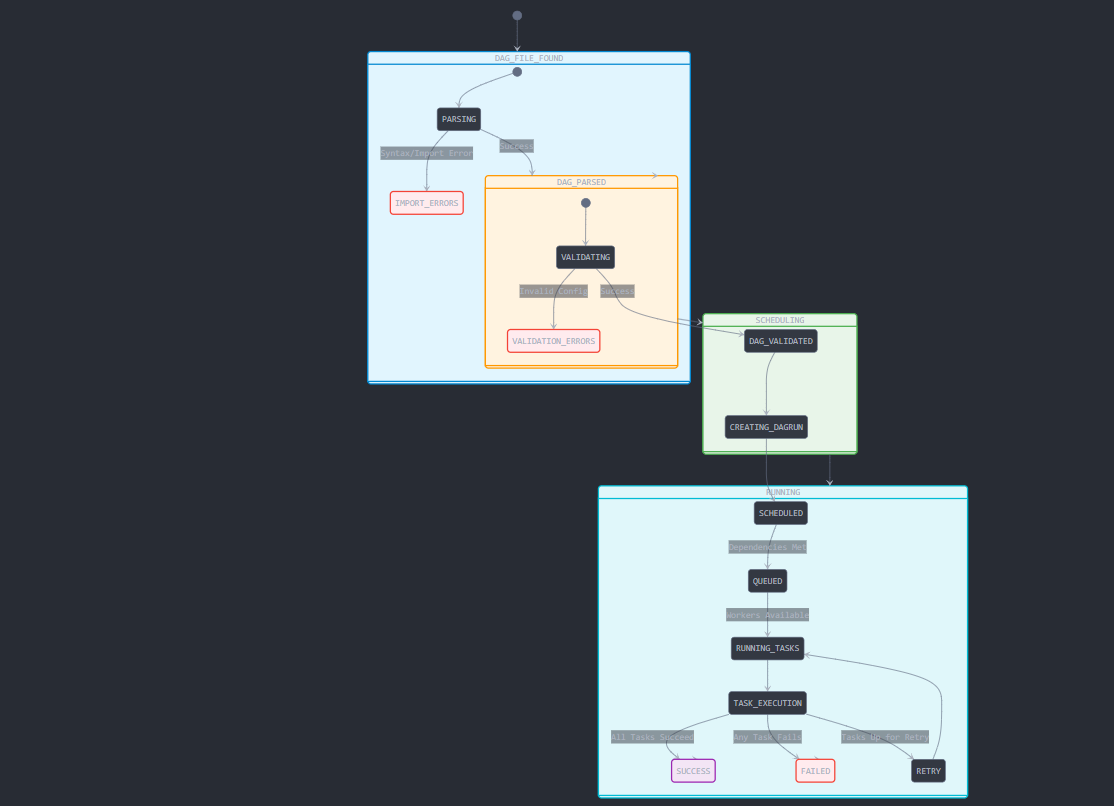 DAG_FILE_FOUND
PARSING
Syntax/Import Error
Success
IMPORT_ERRORS
DAG_PARSED
VALIDATING
Invalid Config
Success
VALIDATION_ERRORS
SCHEDULING
DAG_VALIDATED
CREATING_DAGRUN
RUNNING
SCHEDULED
Dependencies Met
QUEUED
Workers Available
RUNNING_TASKS
TASK_EXECUTION
All Tasks Succeed
Any Task Fails
Tasks Up For Retry
SUCCESS
FAILED
RETRY